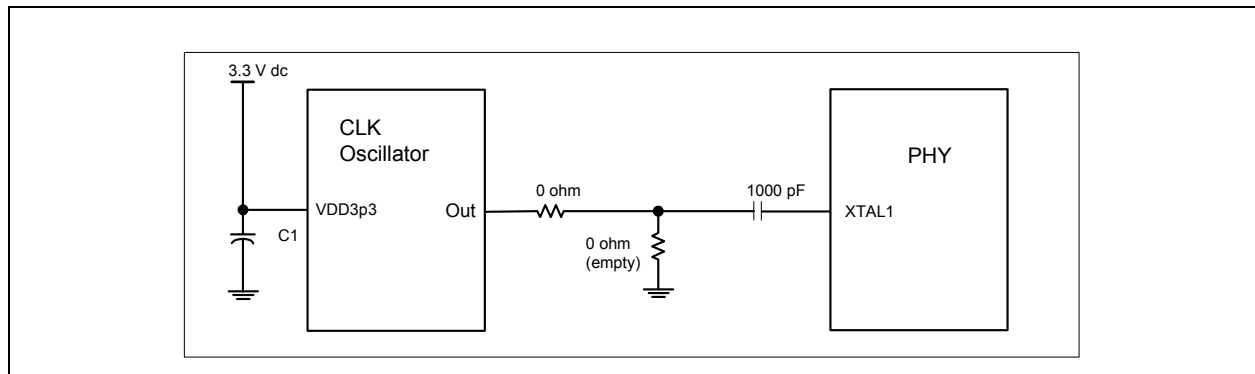 3.3 V dc
CLK
Oscillator
PHY
0 ohm
1000 pF
VDD3p3
Out
XTAL1
C1
0 ohm
(empty)